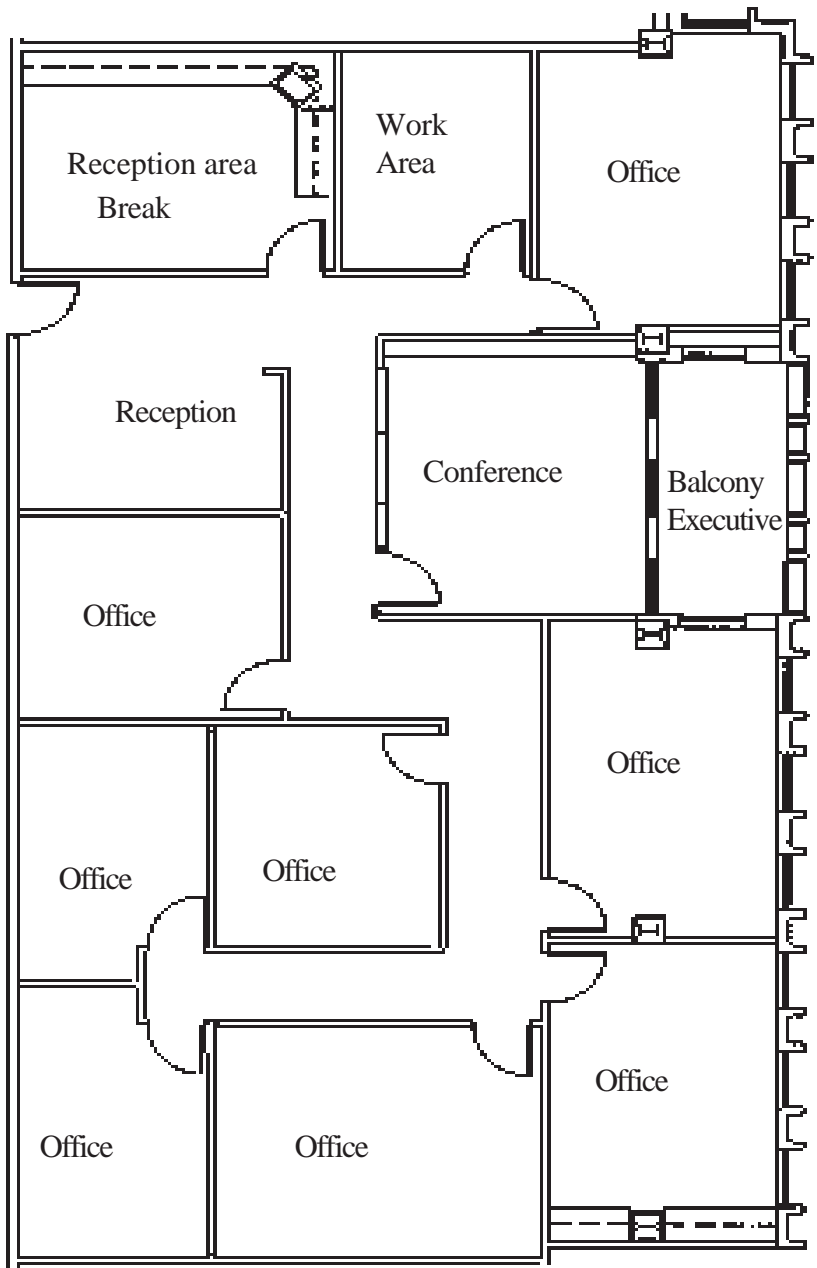 Reception area
Break
Work
Area
Office
Reception
Conference
Balcony
Executive
Office
Office
Office
Office
Office
Office
Office